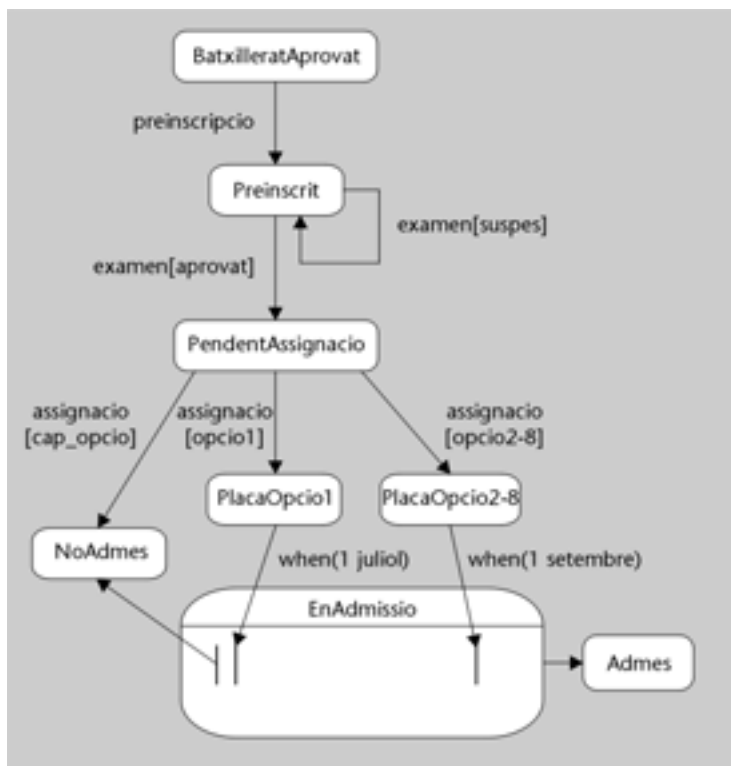 BatxilleratAprovat
preinscripcio
Preinscrit
examen[suspes]
examen[aprovat]
PendentAssignacio
assignacio
[cap_opcio]
assignacio
[opcio1]
assignacio
[opcio2-8]
PlacaOpcio1
PlacaOpcio2-8
NoAdmes
when(1 juliol)
when(1 setembre)
EnAdmissio
Admes